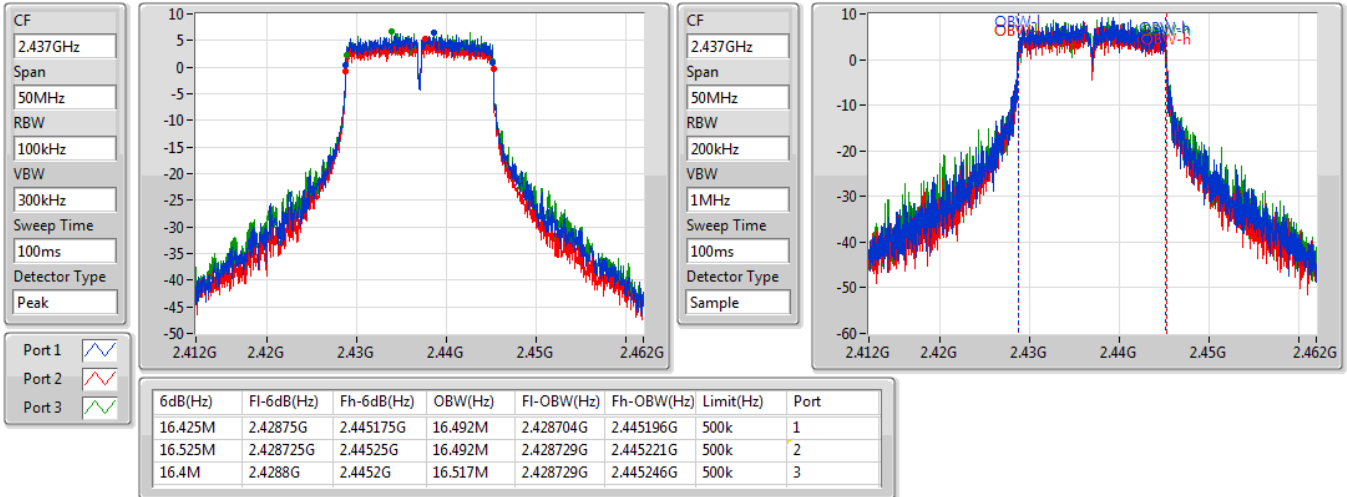 CF
2.437GHz
Span
50MHz
RBW
100kHz
VBW
300kHz
Sweep Time
100ms
Detector Type
Peak
10
5
0
-5
-10
-15
-20
-25
-30
-35
-40
-45
-50
2.412G 2.42G 2.43G 2.44G 2.45G 2.462G
CF
2.437GHz
Span
50MHz
RBW
200kHz
VBW
1MHz
Sweep Time
100ms
Detector Type
Sample
10
0
-10
-20
-30
-40
-50
-60
OBW-l
OBW-h
OBW-h
2.412G 2.42G 2.43G 2.44G 2.45G 2.462G
Port 1
Port 2
Port 3
6dB(Hz) Fl-6dB(Hz) Fh-6dB(Hz) OBW(Hz) Fl-OBW(Hz) Fh-OBW(Hz) Limit(Hz) Port
16.425M 2.42875G 2.445175G 16.492M 2.428704G 2.445196G 500k 1
16.525M 2.428725G 2.44525G 16.492M 2.428729G 2.445221G 500k 2
16.4M 2.4288G 2.4452G 16.517M 2.428729G 2.445246G 500k 3